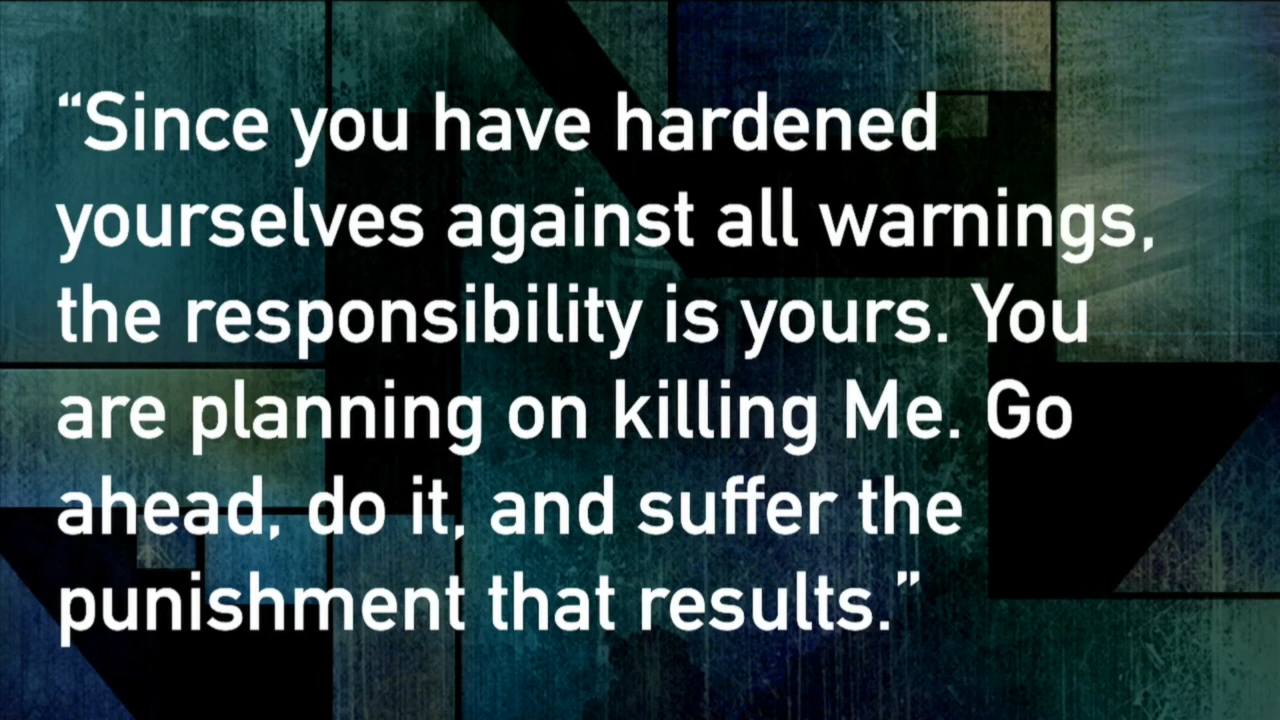 “Since you have hardened
yourselves against all warnings,
the responsibility is yours. You
are planning on killing Me. Go
ahead, do it, and suffer the
punishment that results.”